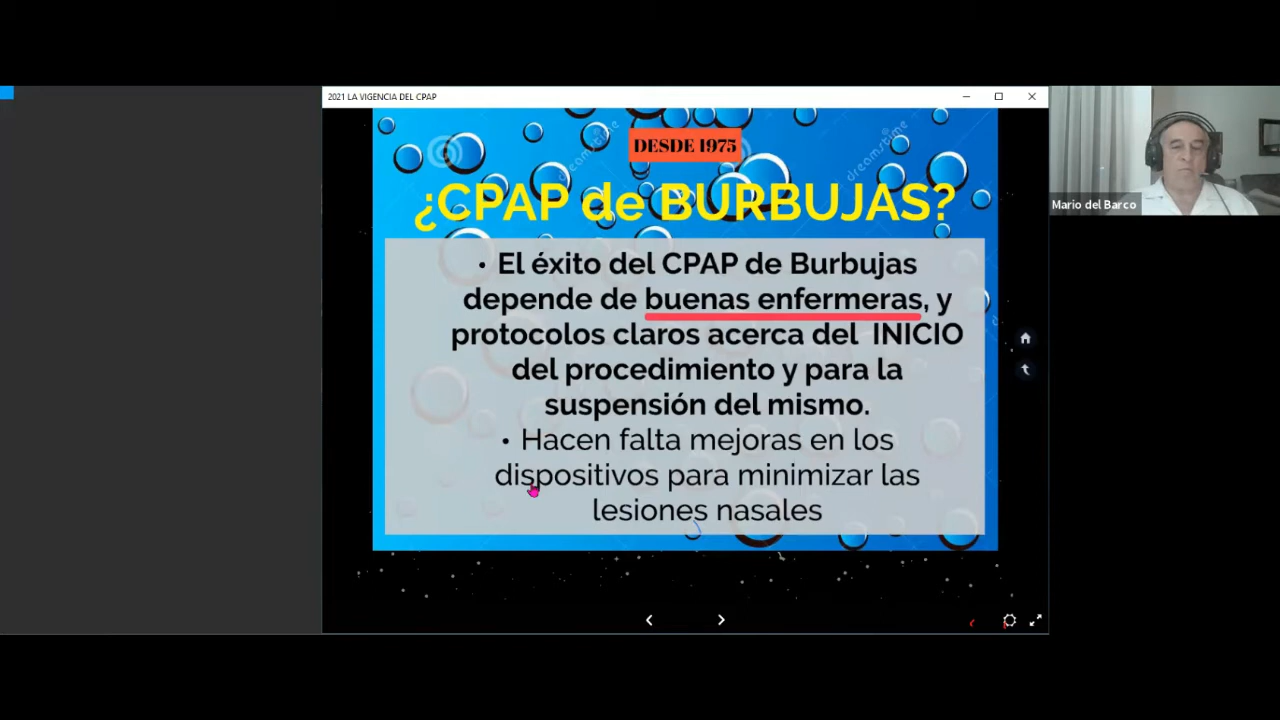 2021 LA VIGENCIA DEL CPAP
DESDE 1975
dreamstime
dreamstime
¿CPAP de BURBUJAS?
Mario del Barco
• El éxito del CPAP de Burbujas
depende de buenas enfermeras, y
protocolos claros acerca del INICIO
del procedimiento y para la
suspensión del mismo.
• Hacen falta mejoras en los
dispositivos para minimizar las
lesiones nasales